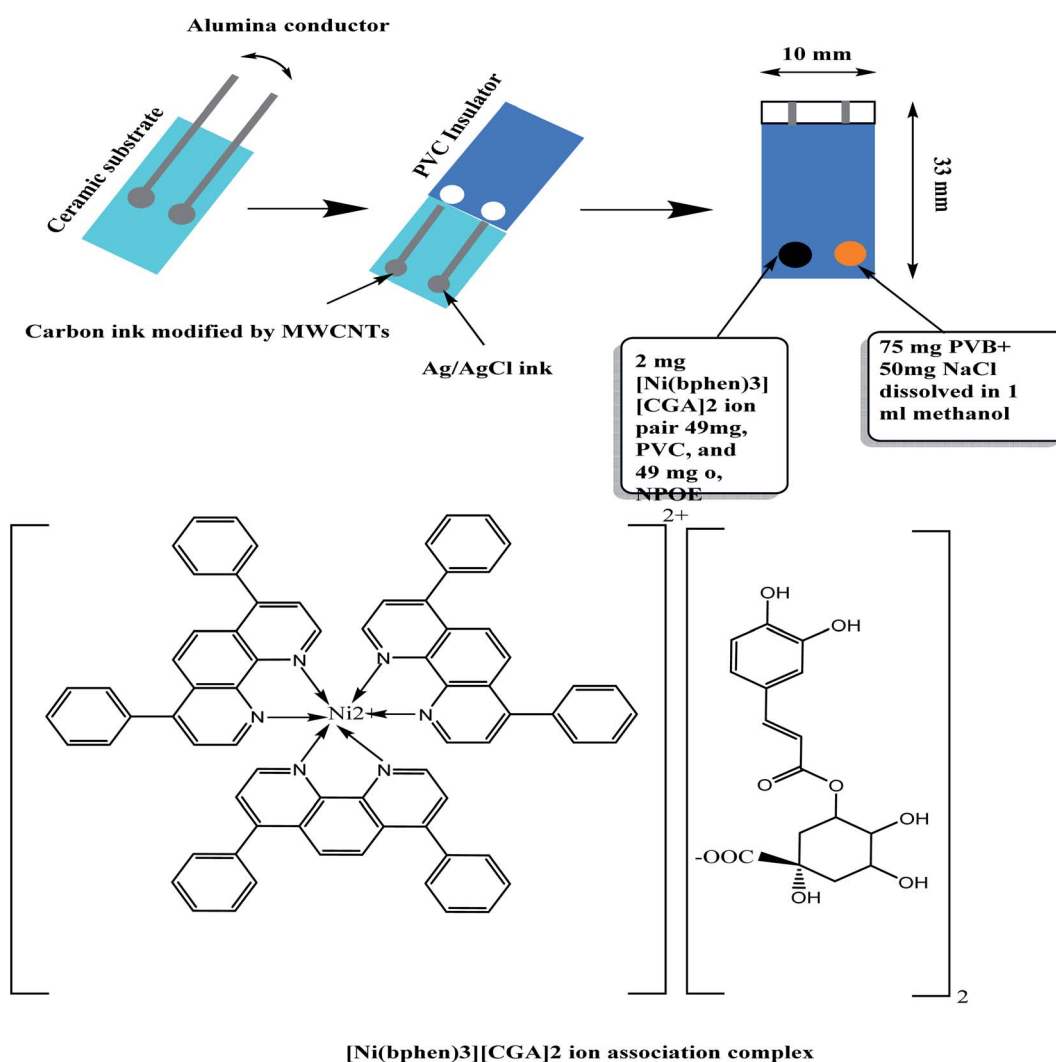 Alumina conductor
Ceramic substrate
PVC Insulator
10 mm
33 mm
Carbon ink modified by MWCNTs
Ag/AgCl ink
2 mg
[Ni(bphen)3]
[CGA]2 ion
pair 49mg,
PVC, and
49 mg o,
NPOE
75 mg PVB+
50mg NaCl
dissolved in 1
ml methanol
2+
N
N
N
N
Ni2+
N
N
OH
OH
O
O
OH
-OOC
OH
OH
2
[Ni(bphen)3][CGA]2 ion association complex